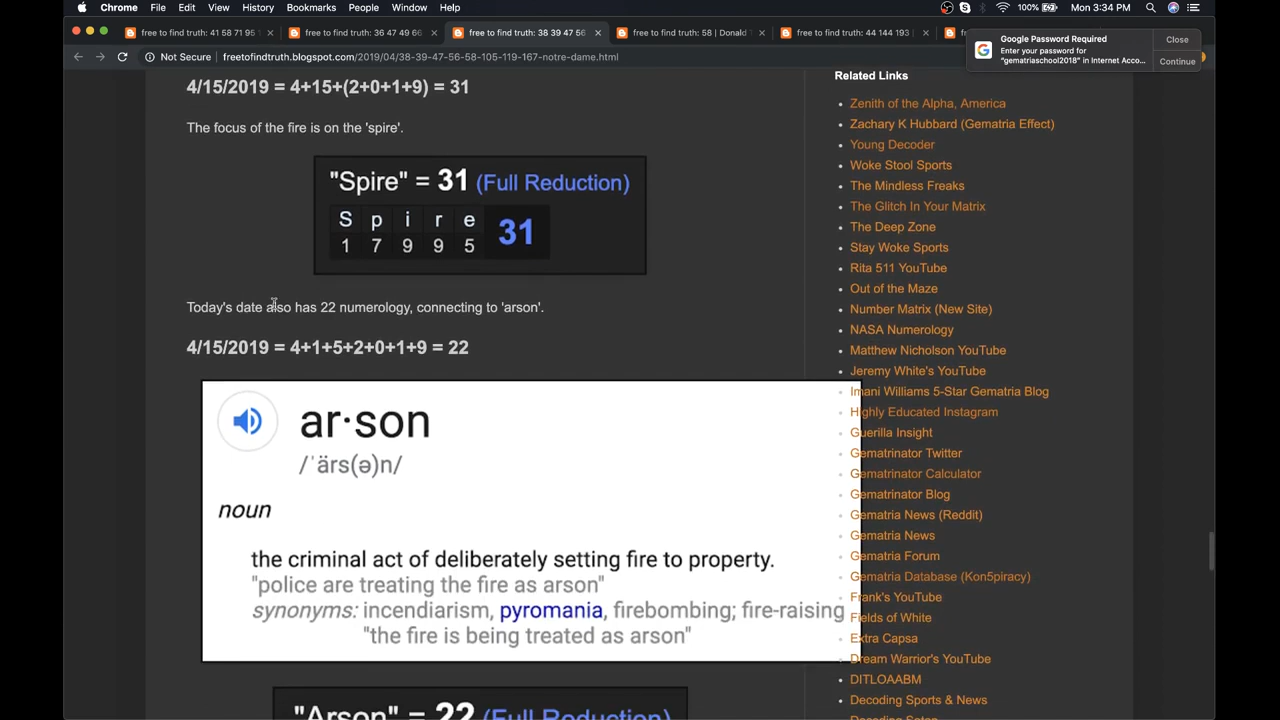 Chrome File Edit View History Bookmarks People Window Help 100% Mon 3:34 PM
free to find truth: 41 58 71 95 free to find truth: 36 47 49 66 free to find truth: 38 39 47 56 free to find truth: 58 | Donald T free to find truth: 44 144 193
Google Password Required
Enter your password for
"gematriaschool2018" in Internet Acco...
Close
Continue
Not Secure freetofindtruth.blogspot.com/2019/04/38-39-47-56-58-105-119-167-notre-dame.html
4/15/2019 = 4+15+(2+0+1+9) = 31
The focus of the fire is on the 'spire'.
"Spire" = 31 (Full Reduction)
S p i r e
1 7 9 9 5 31
Today's date also has 22 numerology, connecting to 'arson'.
4/15/2019 = 4+1+5+2+0+1+9 = 22
ar·son
/ˈärs(ə)n/
noun
the criminal act of deliberately setting fire to property.
"police are treating the fire as arson"
synonyms: incendiarism, pyromania, firebombing; fire-raising
"the fire is being treated as arson"
"Arson" = 22 (Full Reduction)
Related Links
Zenith of the Alpha, America
Zachary K Hubbard (Gematria Effect)
Young Decoder
Woke Stool Sports
The Mindless Freaks
The Glitch In Your Matrix
The Deep Zone
Stay Woke Sports
Rita 511 YouTube
Out of the Maze
Number Matrix (New Site)
NASA Numerology
Matthew Nicholson YouTube
Jeremy White's YouTube
Imani Williams 5-Star Gematria Blog
Highly Educated Instagram
Guerilla Insight
Gematrinator Twitter
Gematrinator Calculator
Gematrinator Blog
Gematria News (Reddit)
Gematria News
Gematria Forum
Gematria Database (Kon5piracy)
Frank's YouTube
Fields of White
Extra Capsa
Dream Warrior's YouTube
DITLOAABM
Decoding Sports & News